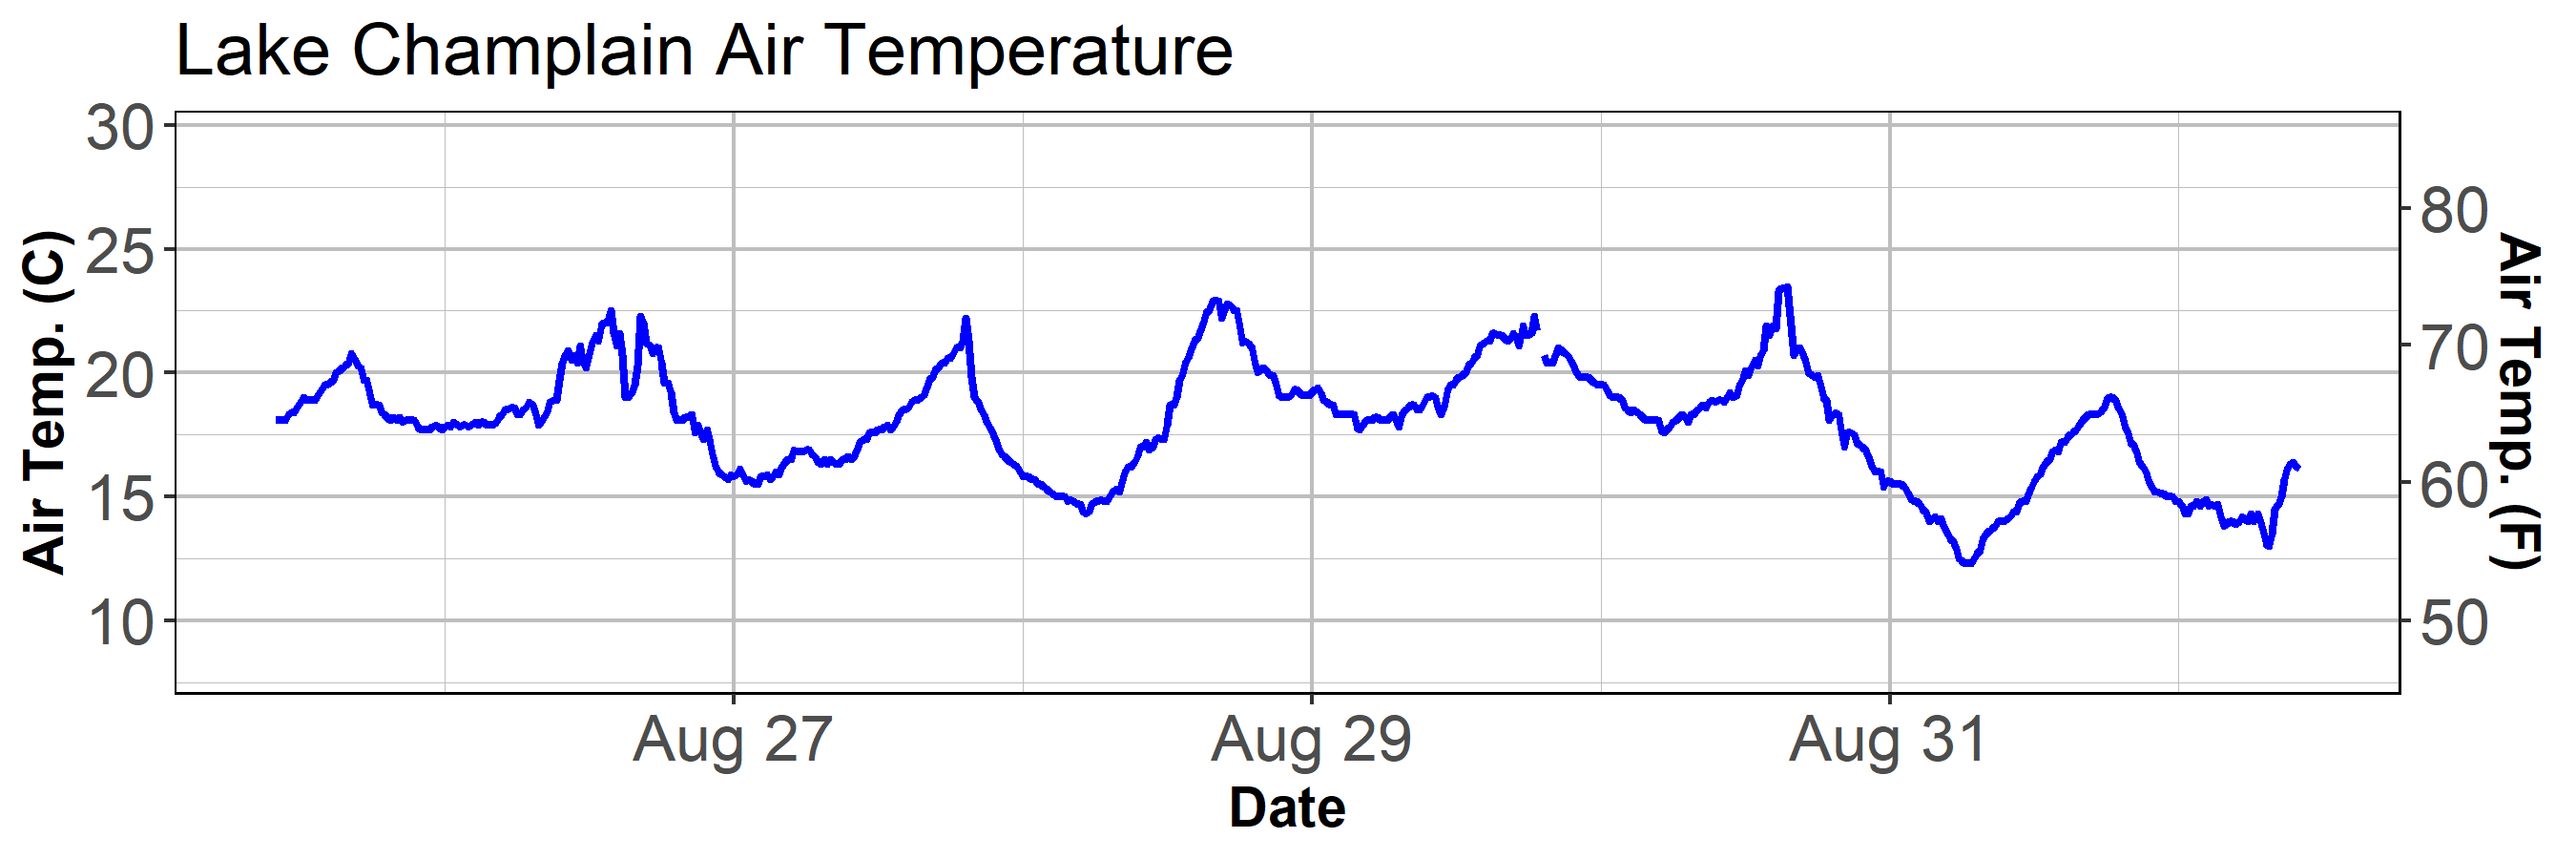 Lake Champlain Air Temperature
Air Temp. (C)
30
25
20
15
10
80
70
60
50
Air Temp. (F)
Aug 27
Aug 29
Aug 31
Date